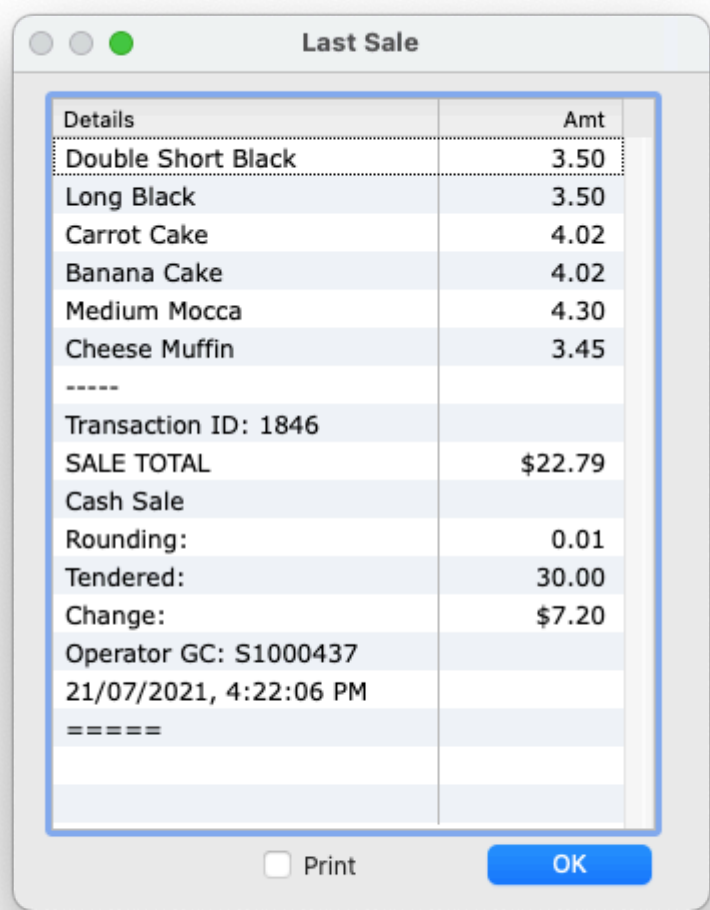 Last Sale
Details Amt
Double Short Black 3.50
Long Black 3.50
Carrot Cake 4.02
Banana Cake 4.02
Medium Mocca 4.30
Cheese Muffin 3.45
-----
Transaction ID: 1846
SALE TOTAL $22.79
Cash Sale
Rounding: 0.01
Tendered: 30.00
Change: $7.20
Operator GC: S1000437
21/07/2021, 4:22:06 PM
=====
Print OK